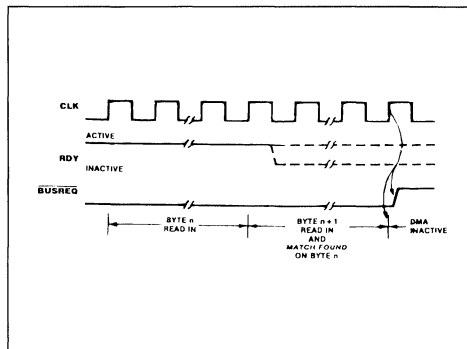 CLK
ACTIVE
RDY
INACTIVE
BUSREQ
BYTE n
READ IN
BYTE n + 1
READ IN
AND
MATCH FOUND
ON BYTE n
DMA
INACTIVE